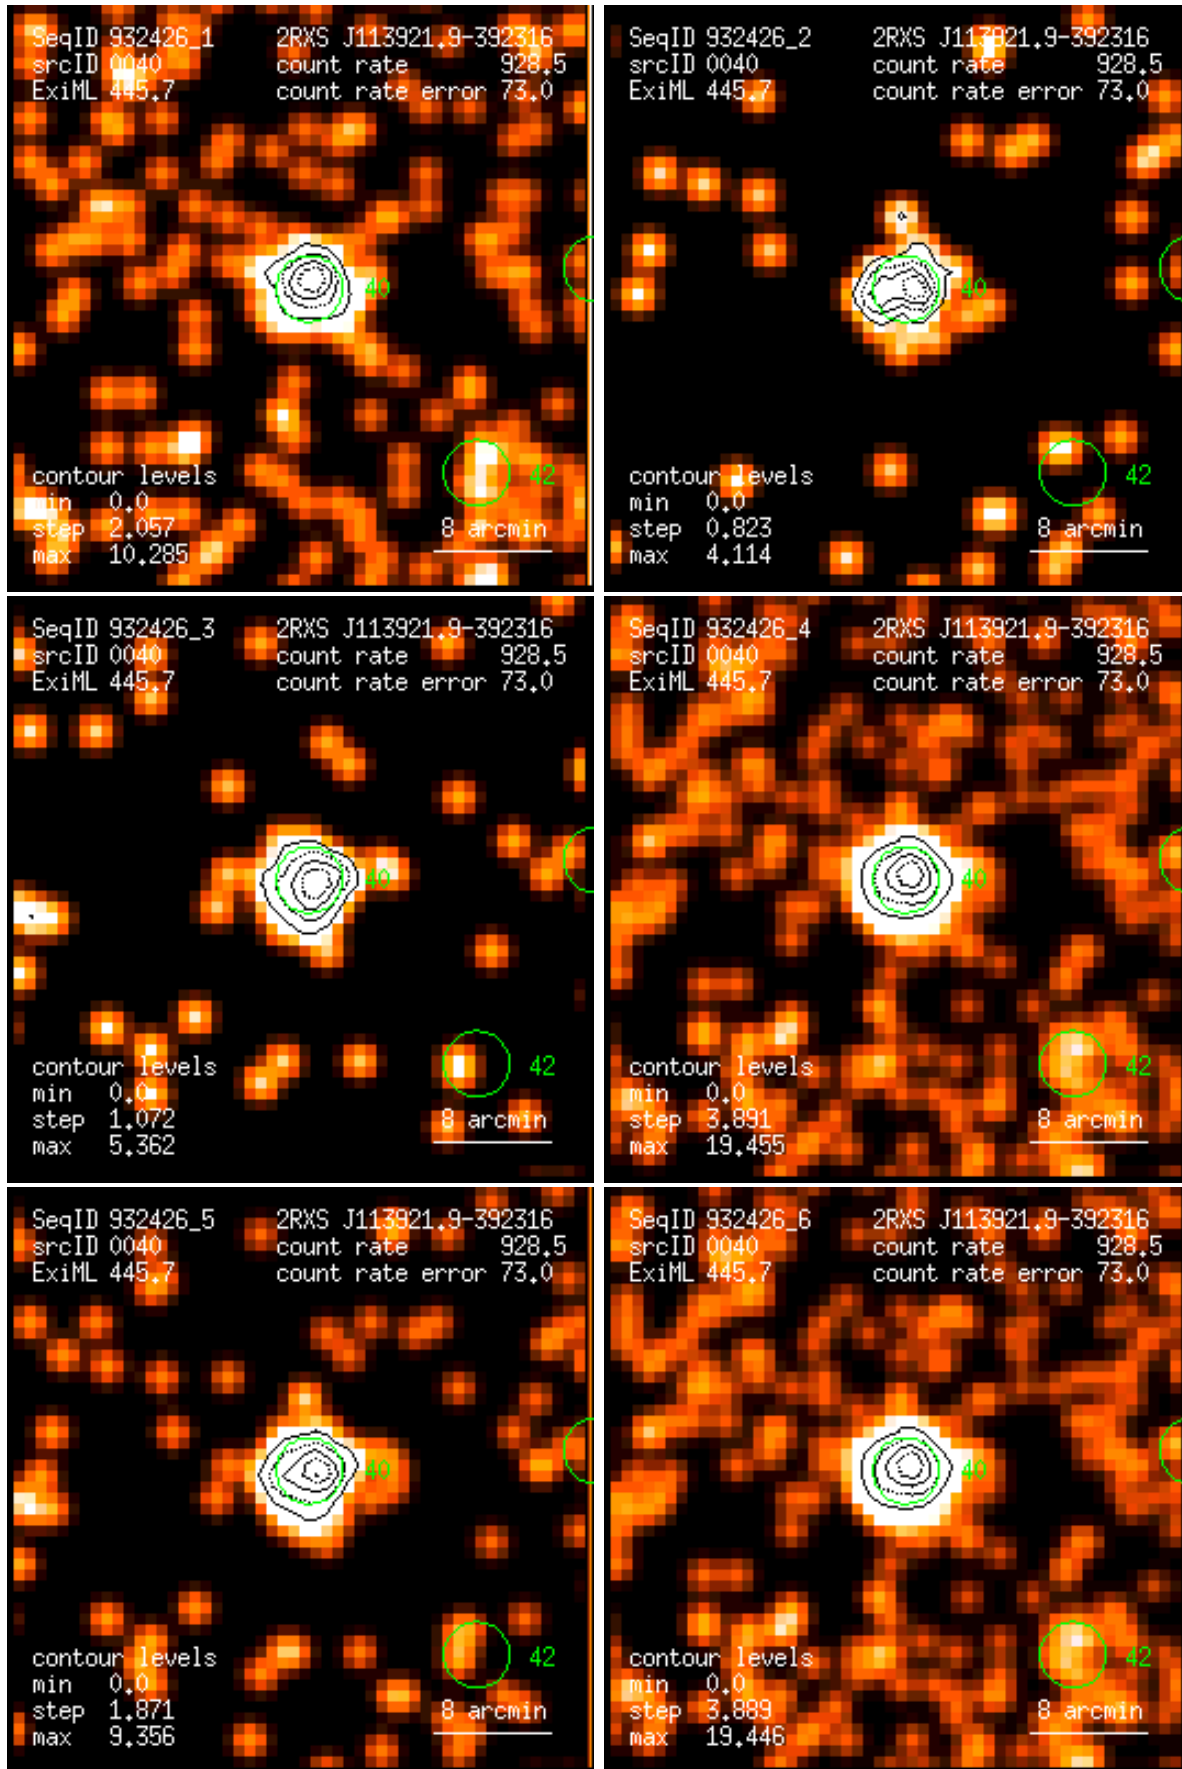 SeqID 932426_1 2RXS J113921.9-392316
srcID 0040 count rate 928.5
ExiML 445.7 count rate error 73.0
40
42
contour levels
min 0.0
step 2.057 8 arcmin
max 10.285
SeqID 932426_2 2RXS J113921.9-392316
srcID 0040 count rate 928.5
ExiML 445.7 count rate error 73.0
40
42
contour levels
min 0.0
step 0.823 8 arcmin
max 4.114
SeqID 932426_3 2RXS J113921.9-392316
srcID 0040 count rate 928.5
ExiML 445.7 count rate error 73.0
40
42
contour levels
min 0.0
step 1.072 8 arcmin
max 5.362
SeqID 932426_4 2RXS J113921.9-392316
srcID 0040 count rate 928.5
ExiML 445.7 count rate error 73.0
40
42
contour levels
min 0.0
step 3.891 8 arcmin
max 19.455
SeqID 932426_5 2RXS J113921.9-392316
srcID 0040 count rate 928.5
ExiML 445.7 count rate error 73.0
40
42
contour levels
min 0.0
step 1.871 8 arcmin
max 9.356
SeqID 932426_6 2RXS J113921.9-392316
srcID 0040 count rate 928.5
ExiML 445.7 count rate error 73.0
40
42
contour levels
min 0.0
step 3.889 8 arcmin
max 19.446